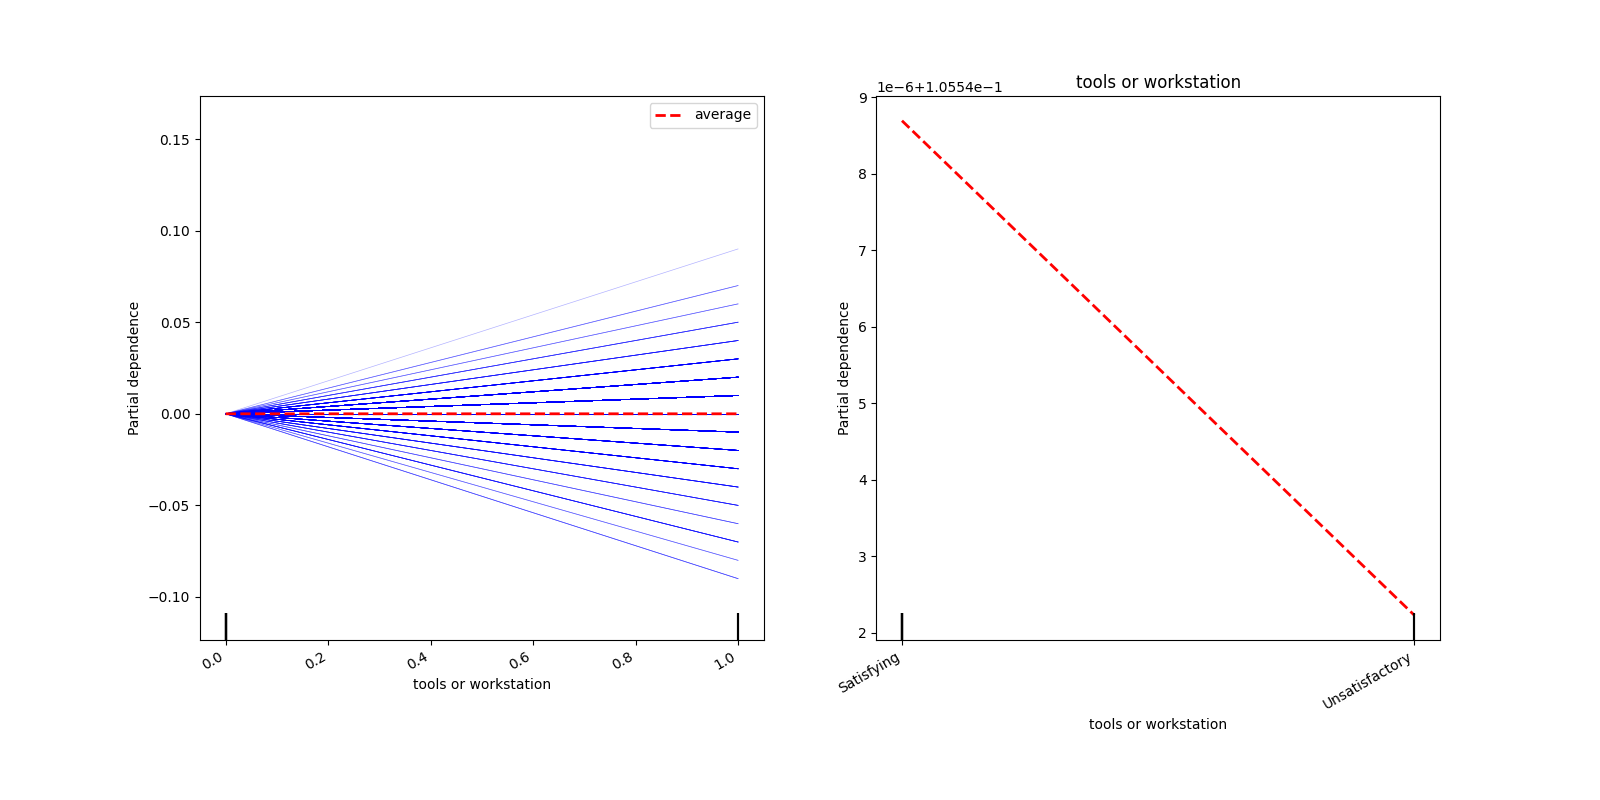 average
0.15
0.10
0.05
0.00
−0.05
−0.10
Partial dependence
0.0
0.2
0.4
0.6
0.8
1.0
tools or workstation
tools or workstation
1e−6+1.0554e−1
9
8
7
6
5
4
3
2
Partial dependence
Satisfying
Unsatisfactory
tools or workstation